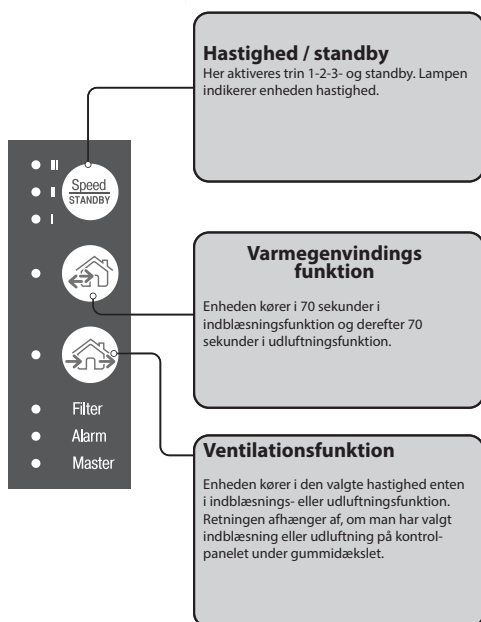 Hastighed / standby
Her aktiveres trin 1-2-3- og standby. Lampen
indikerer enheden hastighed.
III
II
I
Speed
STANDBY
Varmegenvindings
funktion
Enheden kører i 70 sekunder i
indblæsningsfunktion og derefter 70
sekunder i udluftningsfunktion.
Filter
Alarm
Master
Ventilationsfunktion
Enheden kører i den valgte hastighed enten
i indblæsnings- eller udluftningsfunktion.
Retningen afhænger af, om man har valgt
indblæsning eller udluftning på kontrol-
panelet under gummidækslet.